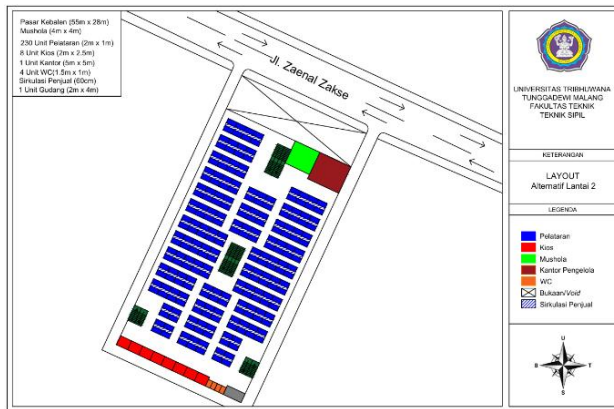 Pasar Kebalen (55m x 28m)
Mushola (4m x 4m)
230 Unit Pelataran (2m x 1m)
8 Unit Kios (2m x 2.5m)
1 Unit Kantor (5m x 5m)
4 Unit WC(1.5m x 1m)
Sirkulasi Penjual (60cm)
1 Unit Gudang (2m x 4m)
Jl. Zaenal Zakse
UNIVERSITAS TRIBHUWANA
TUNGGADEWI MALANG
FAKULTAS TEKNIK
TEKNIK SIPIL
KETERANGAN
LAYOUT
Alternatif Lantai 2
LEGENDA
Pelataran
Kios
Mushola
Kantor Pengelola
WC
Bukaan/Void
Sirkulasi Penjual
U
B
T
S